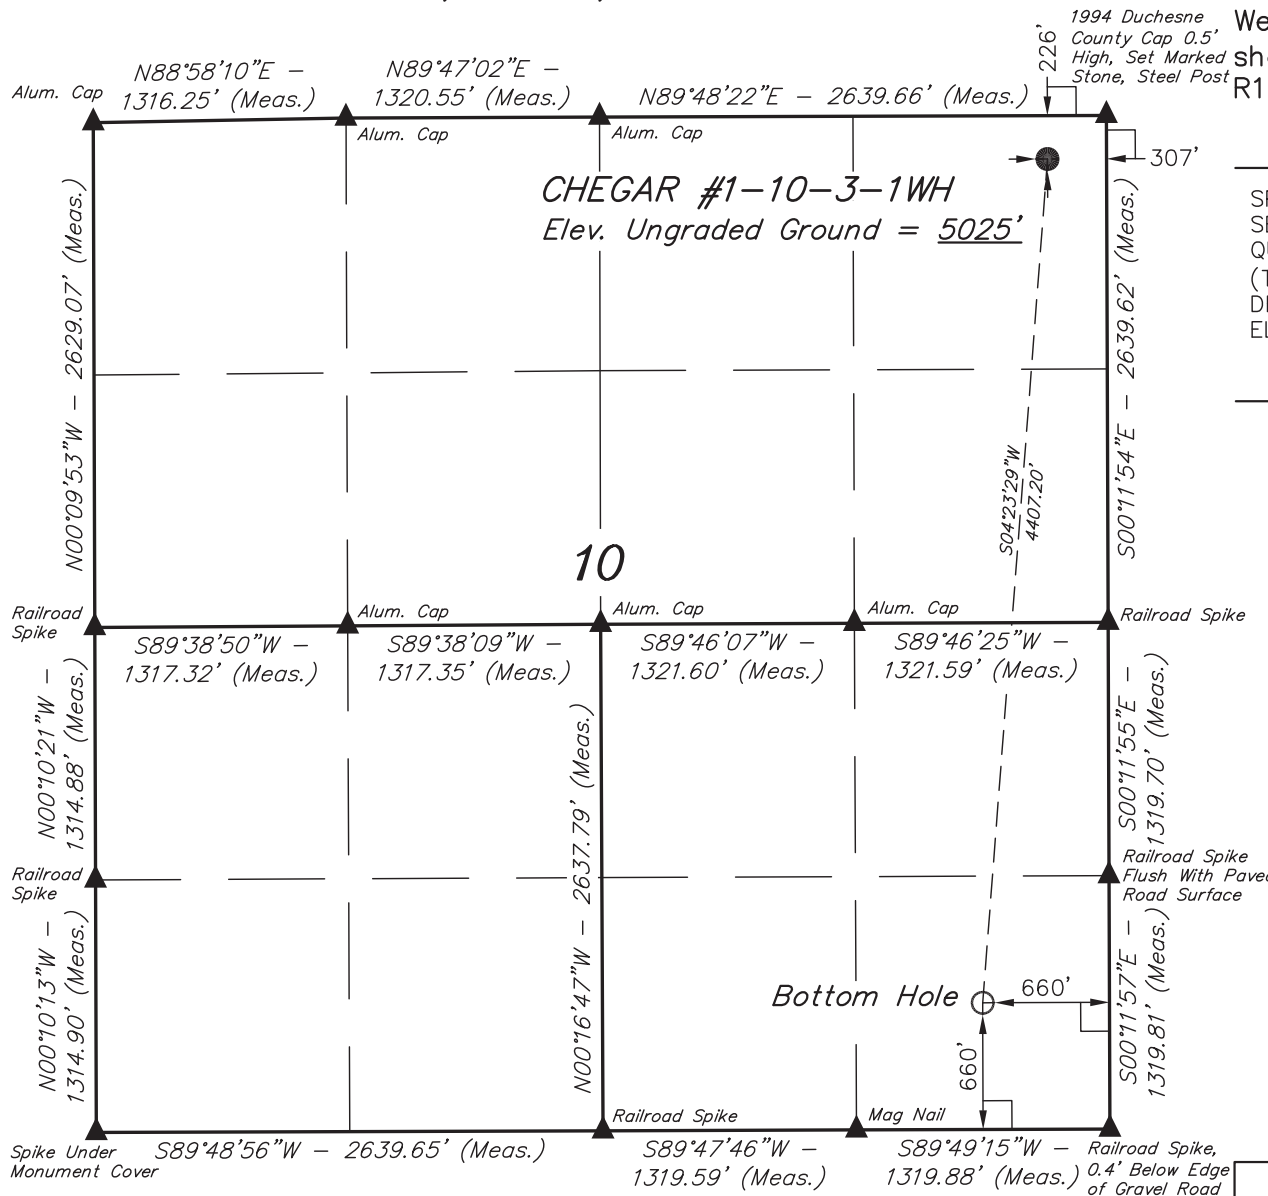 1994 Duchesne
County Cap 0.5'
High, Set Marked
Stone, Steel Post
226'
sh
R1
N88°58'10"E –
1316.25' (Meas.)
N89°47'02"E –
1320.55' (Meas.)
N89°48'22"E – 2639.66' (Meas.)
Alum. Cap
Alum. Cap
Alum. Cap
307'
CHEGAR #1-10-3-1WH
Elev. Ungraded Ground = 5025'
(T
N00°09'53"W – 2629.07' (Meas.)
S00°11'54"E – 2639.62' (Meas.)
S04°23'29"W
4407.20'
10
Railroad
Spike
Alum. Cap
Alum. Cap
Alum. Cap
Railroad Spike
S89°38'50"W –
1317.32' (Meas.)
S89°38'09"W –
1317.35' (Meas.)
S89°46'07"W –
1321.60' (Meas.)
S89°46'25"W –
1321.59' (Meas.)
N00°10'21"W –
1314.88' (Meas.)
N00°16'47"W – 2637.79' (Meas.)
S00°11'55"E –
1319.70' (Meas.)
Railroad
Spike
Railroad Spike
Flush With Paved
Road Surface
N00°10'13"W –
1314.90' (Meas.)
Bottom Hole
660'
660'
S00°11'57"E –
1319.81' (Meas.)
Railroad Spike
Mag Nail
Spike Under
Monument Cover
S89°48'56"W – 2639.65' (Meas.)
S89°47'46"W –
1319.59' (Meas.)
S89°49'15"W –
1319.88' (Meas.)
Railroad Spike,
0.4' Below Edge
of Gravel Road